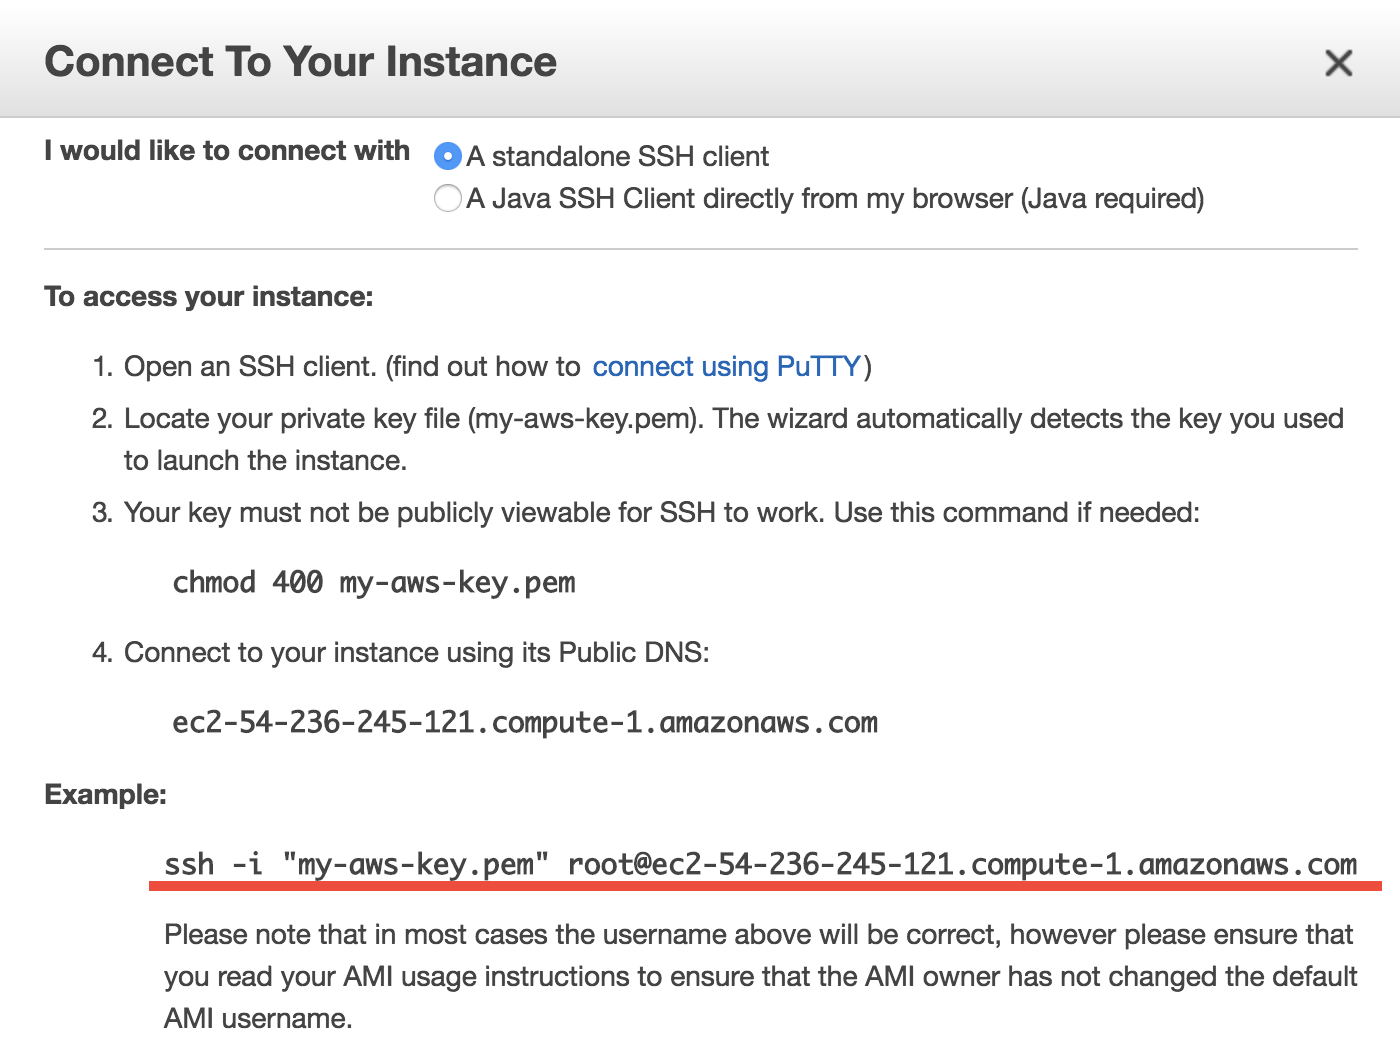 Connect To Your Instance
I would like to connect with
A standalone SSH client
A Java SSH Client directly from my browser (Java required)
To access your instance:
1. Open an SSH client. (find out how to connect using PuTTY)
2. Locate your private key file (my-aws-key.pem). The wizard automatically detects the key you used
to launch the instance.
3. Your key must not be publicly viewable for SSH to work. Use this command if needed:
chmod 400 my-aws-key.pem
4. Connect to your instance using its Public DNS:
ec2-54-236-245-121.compute-1.amazonaws.com
Example:
ssh -i "my-aws-key.pem" root@ec2-54-236-245-121.compute-1.amazonaws.com
Please note that in most cases the username above will be correct, however please ensure that
you read your AMI usage instructions to ensure that the AMI owner has not changed the default
AMI username.